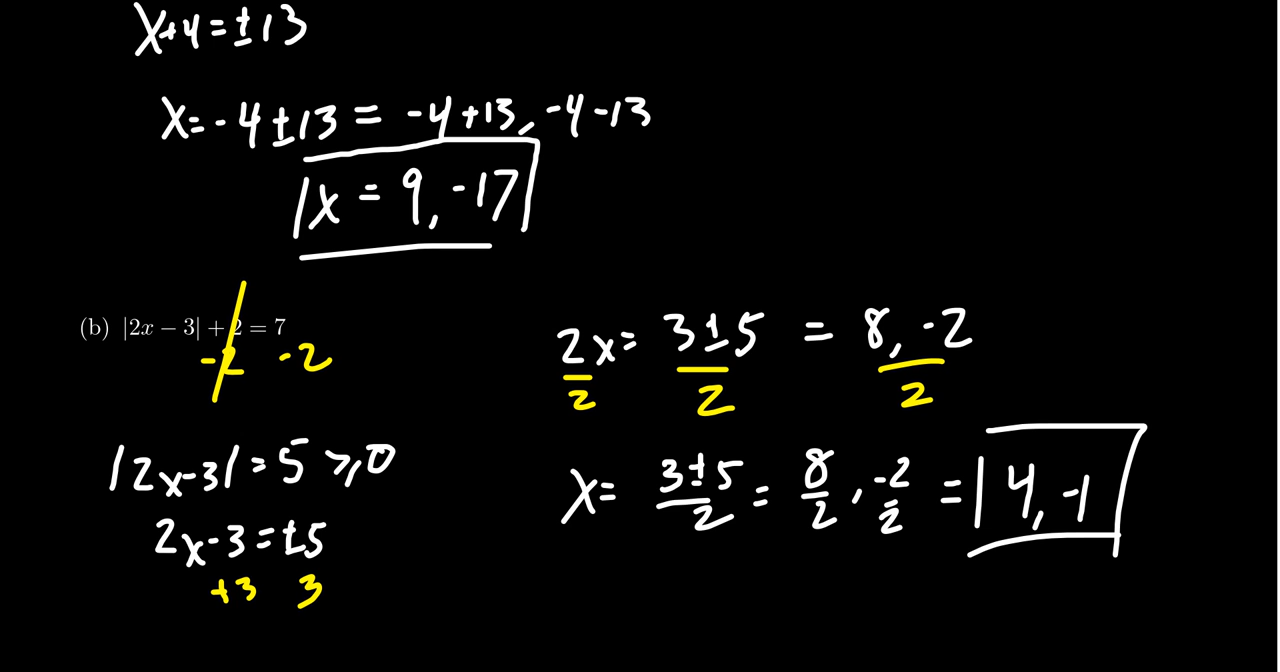 x+4=±13
x=-4±13 = -4+13, -4-13
x = 9, -17
(b) |2x − 3| + 2 = 7
-2 -2
|2x-3| = 5 ≥ 0
2x-3 = ±5
+3 3
2x = 3±5 = 8, -2
2 2 2
x = 3±5/2 = 8/2, -2/2 = 4, -1